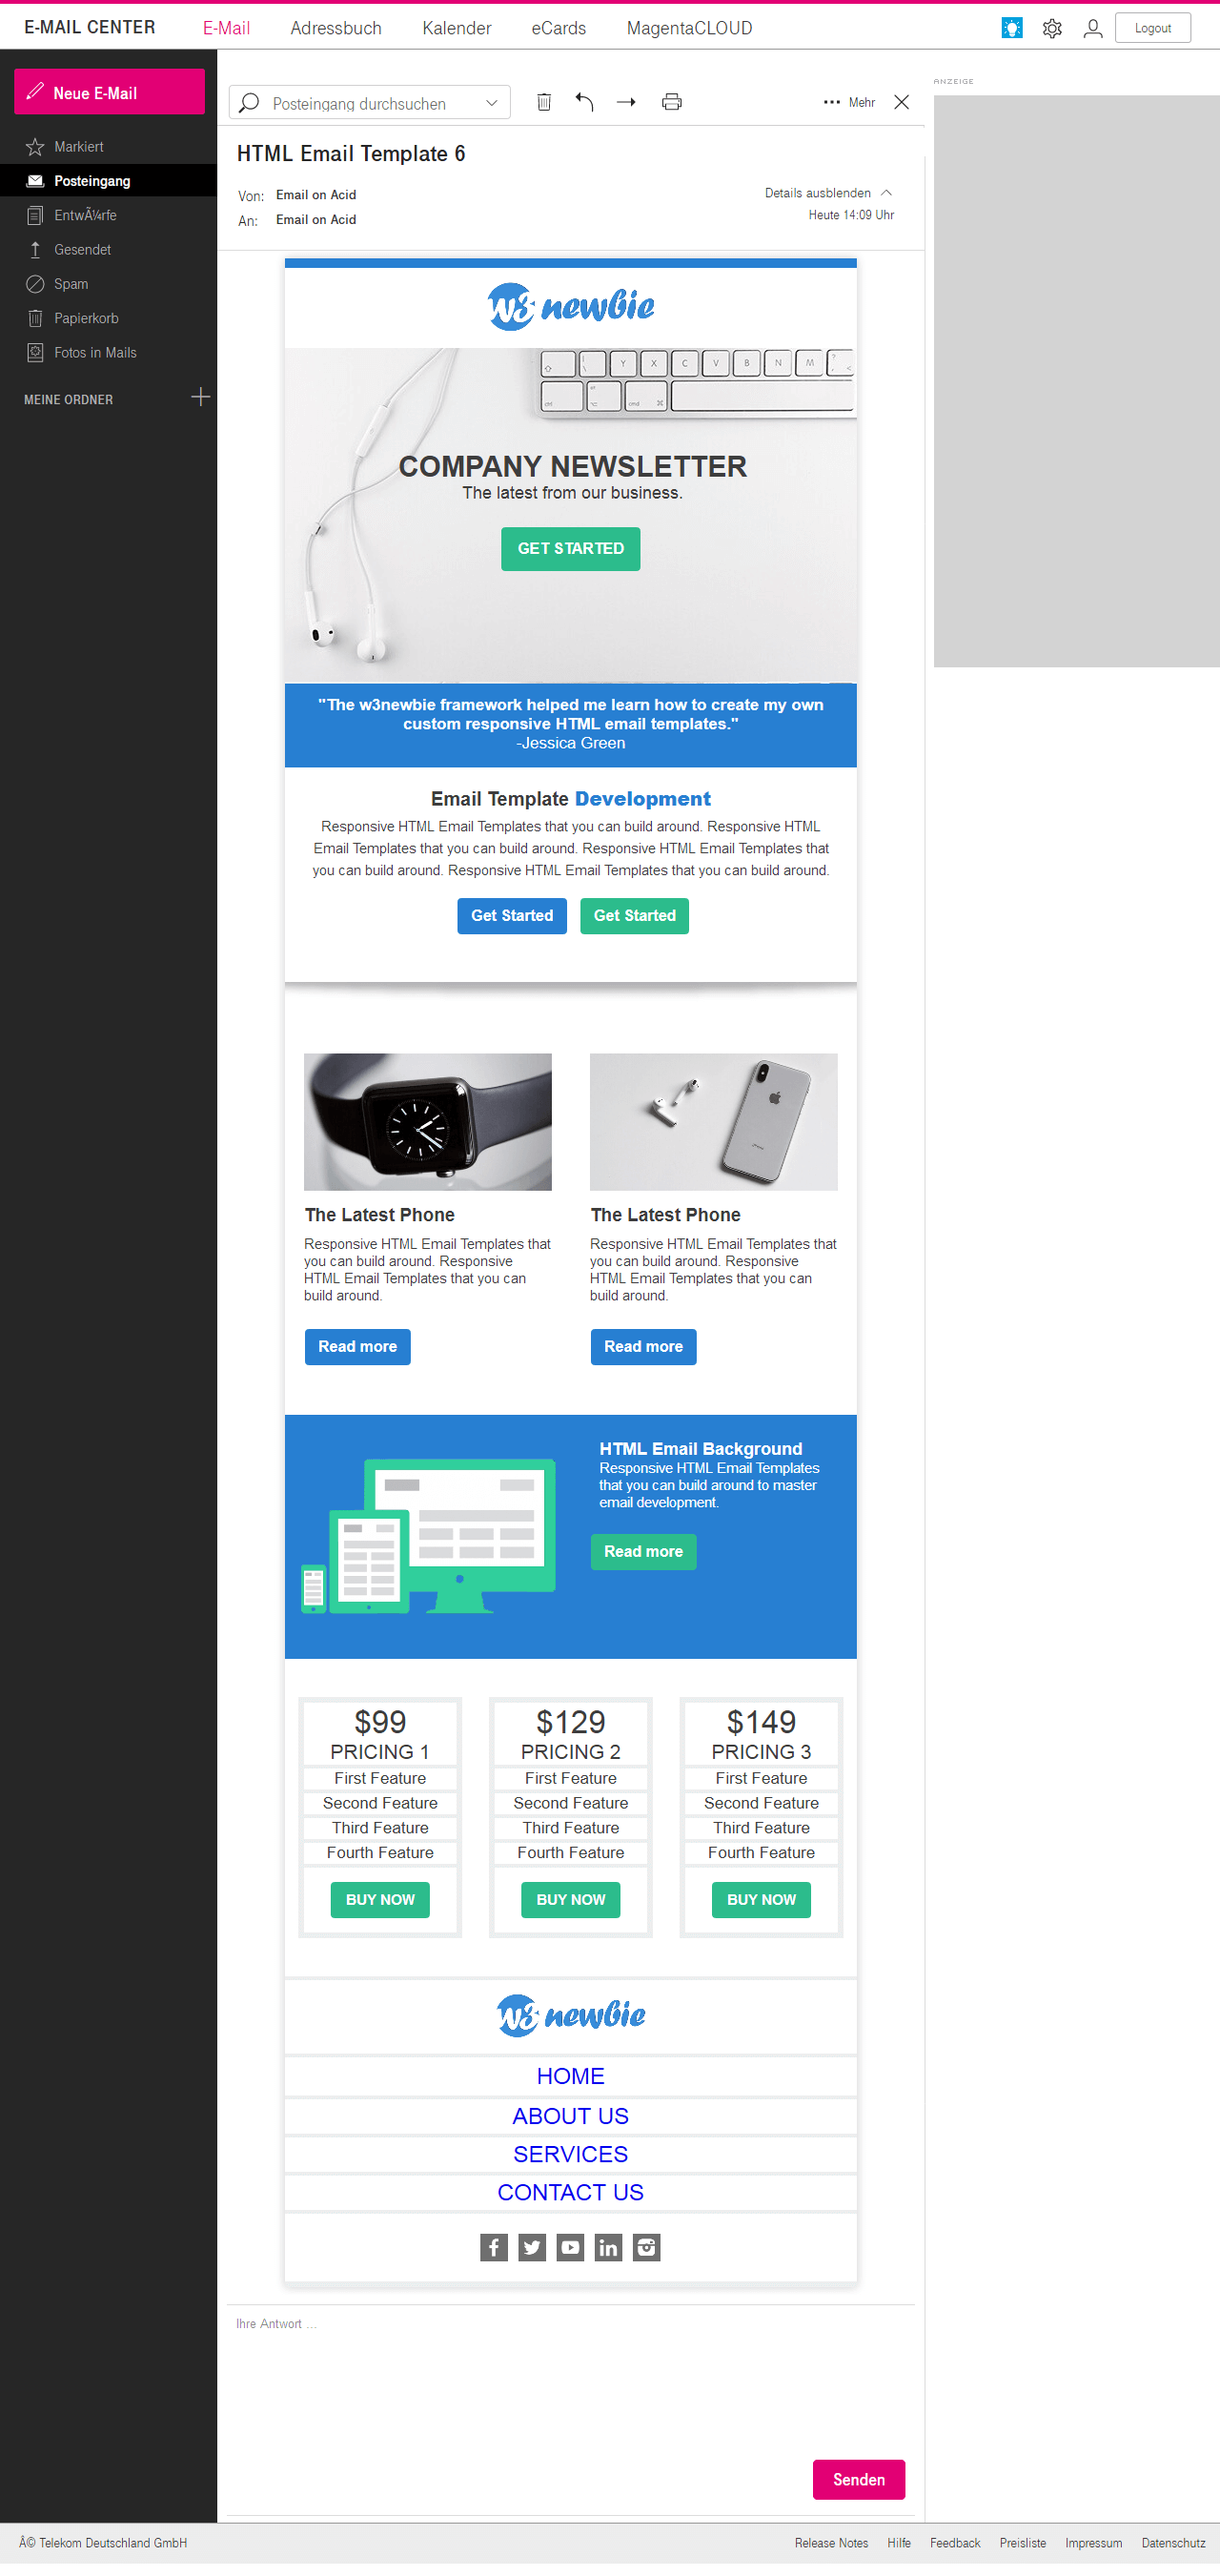 E-MAIL CENTER
E-Mail
Adressbuch
Kalender
eCards
MagentaCLOUD
Logout
Neue E-Mail
Markiert
Posteingang
EntwÃ¼rfe
Gesendet
Spam
Papierkorb
Fotos in Mails
MEINE ORDNER
Posteingang durchsuchen
Mehr
ANZEIGE
HTML Email Template 6
Von: Email on Acid
An: Email on Acid
Details ausblenden
Heute 14:09 Uhr
w3 newbie
Y X C V B N M
COMPANY NEWSLETTER
The latest from our business.
GET STARTED
"The w3newbie framework helped me learn how to create my own
custom responsive HTML email templates."
-Jessica Green
Email Template Development
Responsive HTML Email Templates that you can build around. Responsive HTML
Email Templates that you can build around. Responsive HTML Email Templates that
you can build around. Responsive HTML Email Templates that you can build around.
Get Started
Get Started
The Latest Phone
Responsive HTML Email Templates that
you can build around. Responsive
HTML Email Templates that you can
build around.
Read more
The Latest Phone
Responsive HTML Email Templates that
you can build around. Responsive
HTML Email Templates that you can
build around.
Read more
HTML Email Background
Responsive HTML Email Templates
that you can build around to master
email development.
Read more
$99
PRICING 1
First Feature
Second Feature
Third Feature
Fourth Feature
BUY NOW
$129
PRICING 2
First Feature
Second Feature
Third Feature
Fourth Feature
BUY NOW
$149
PRICING 3
First Feature
Second Feature
Third Feature
Fourth Feature
BUY NOW
w3 newbie
HOME
ABOUT US
SERVICES
CONTACT US
Ihre Antwort ...
Senden
Â© Telekom Deutschland GmbH
Release Notes
Hilfe
Feedback
Preisliste
Impressum
Datenschutz